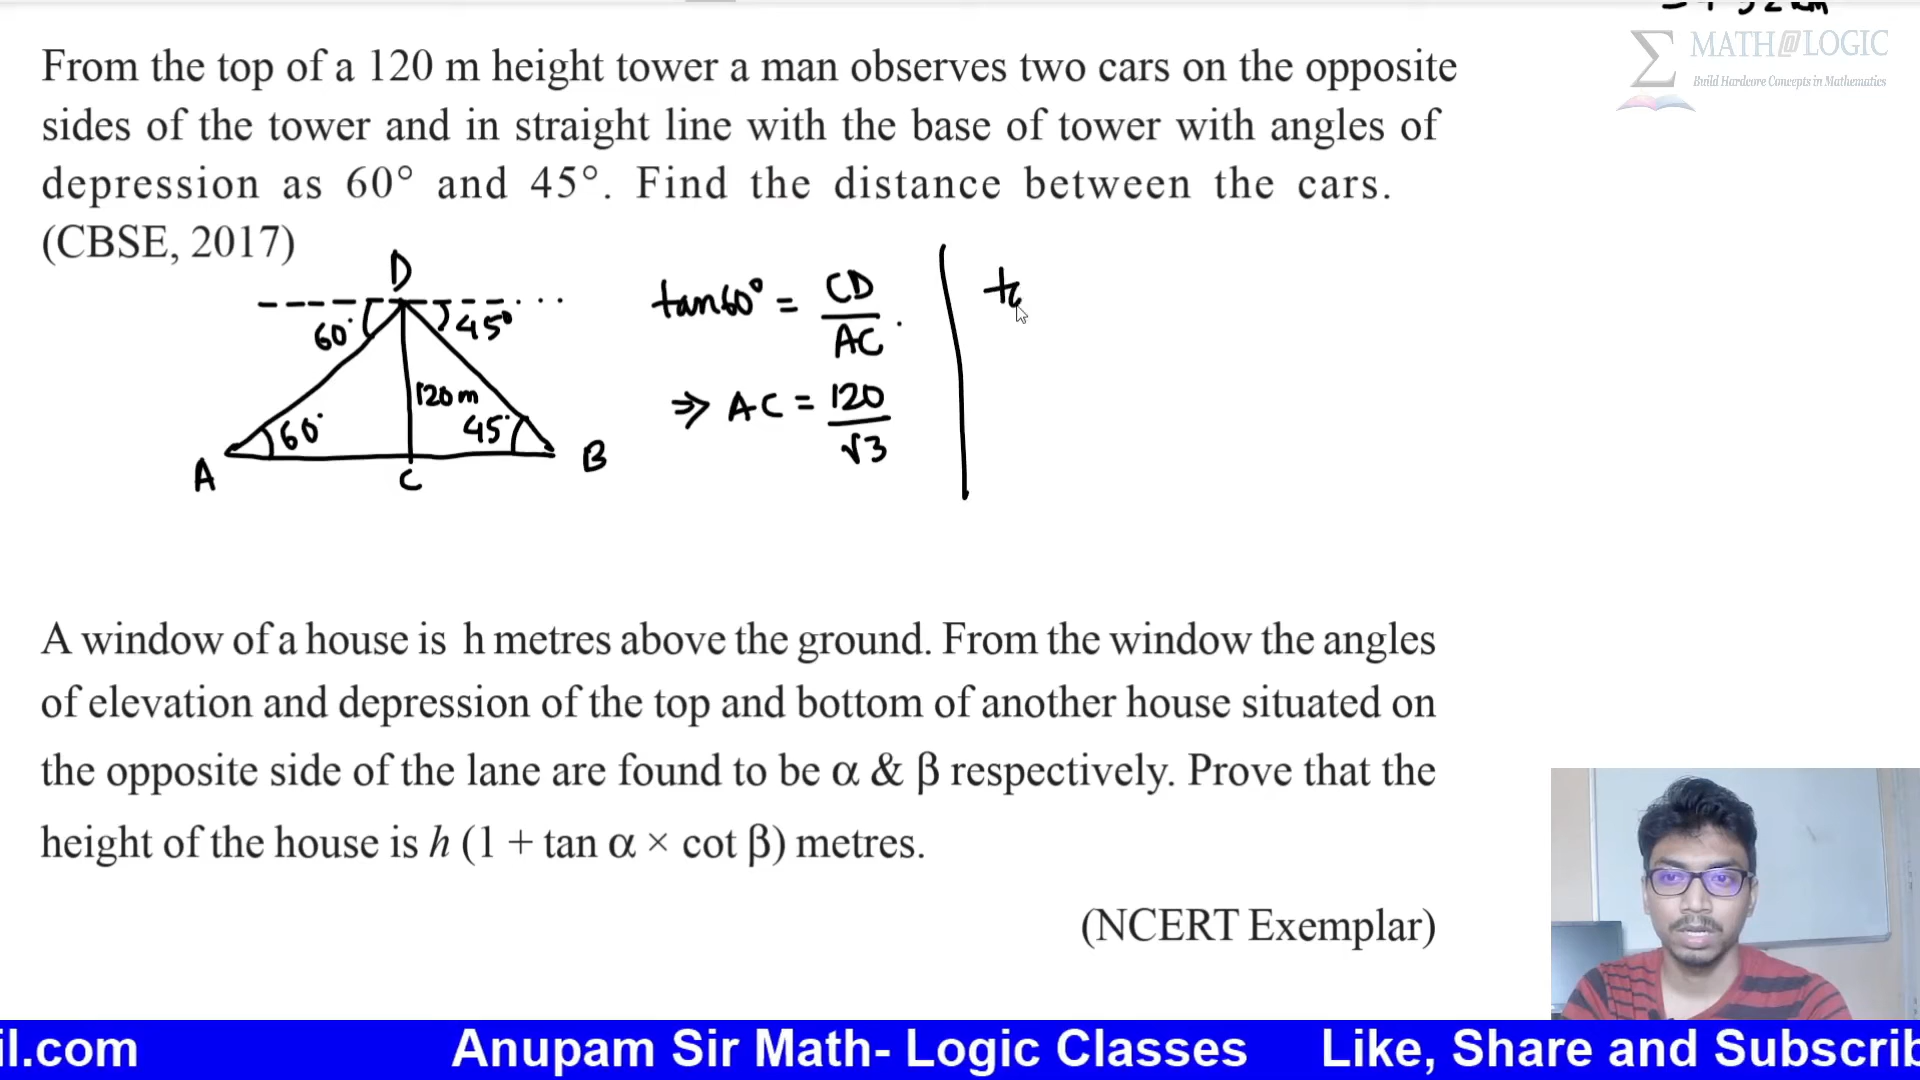 = 1.92 km
MATH@LOGIC
Build Hardcore Concepts in Mathematics
From the top of a 120 m height tower a man observes two cars on the opposite
sides of the tower and in straight line with the base of tower with angles of
depression as 60° and 45°. Find the distance between the cars.
(CBSE, 2017)
D
60° 45°
120 m
60° 45°
A C B
tan60° = CD/AC.
⇒ AC = 120/√3
A window of a house is h metres above the ground. From the window the angles
of elevation and depression of the top and bottom of another house situated on
the opposite side of the lane are found to be α & β respectively. Prove that the
height of the house is h (1 + tan α × cot β) metres.
(NCERT Exemplar)
il.com Anupam Sir Math- Logic Classes Like, Share and Subscrib